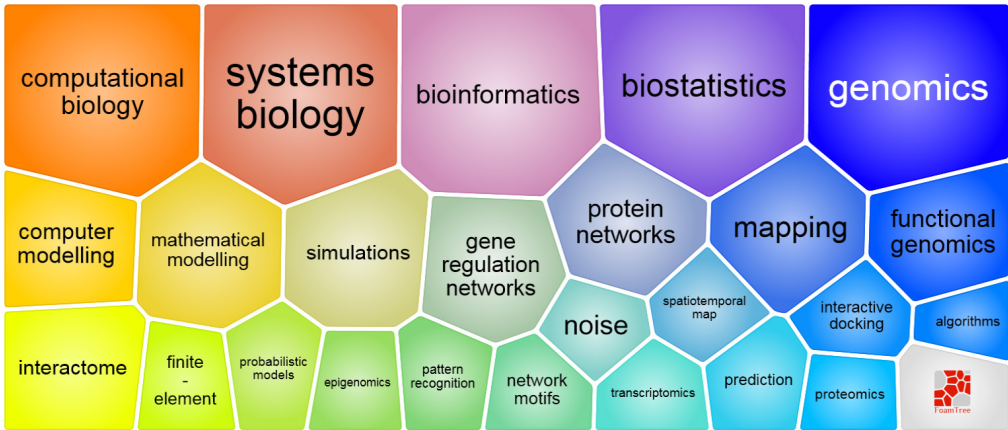 computational
biology
systems
biology
bioinformatics
biostatistics
genomics
computer
modelling
mathematical
modelling
simulations
gene
regulation
networks
protein
networks
mapping
functional
genomics
interactome
finite
-
element
probabilistic
models
epigenomics
pattern
recognition
network
motifs
noise
transcriptomics
spatiotemporal
map
prediction
interactive
docking
proteomics
algorithms
FoamTree